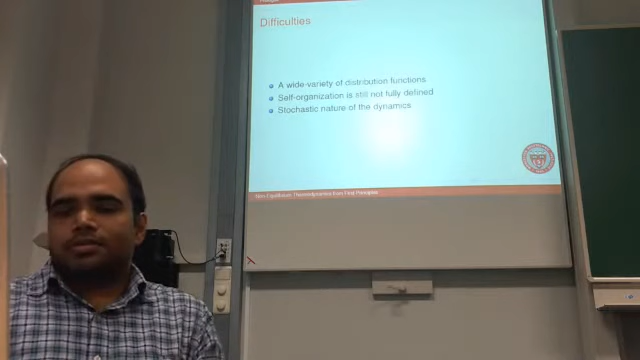 Difficulties
A wide-variety of distribution functions
Self-organization is still not fully defined
Stochastic nature of the dynamics
Non-Equilibrium Thermodynamics from First Principles